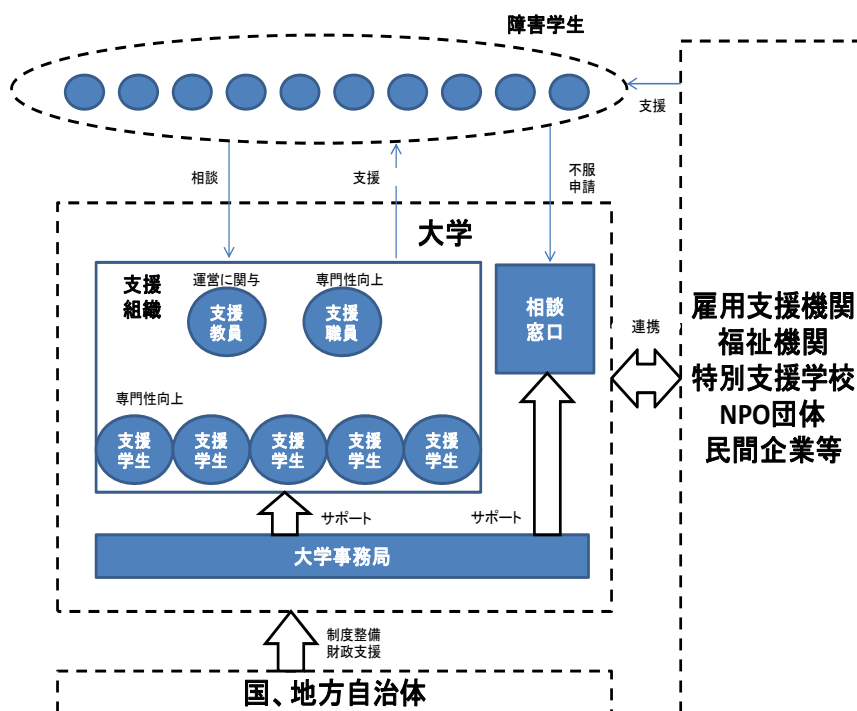 障害学生
支援
相談
支援
不服
申請
大学
支援
組織
運営に関与
専門性向上
支援
教員
支援
職員
相談
窓口
連携
雇用支援機関
福祉機関
特別支援学校
NPO団体
民間企業等
専門性向上
支援
学生
支援
学生
支援
学生
支援
学生
支援
学生
サポート
サポート
大学事務局
制度整備
財政支援
国、地方自治体